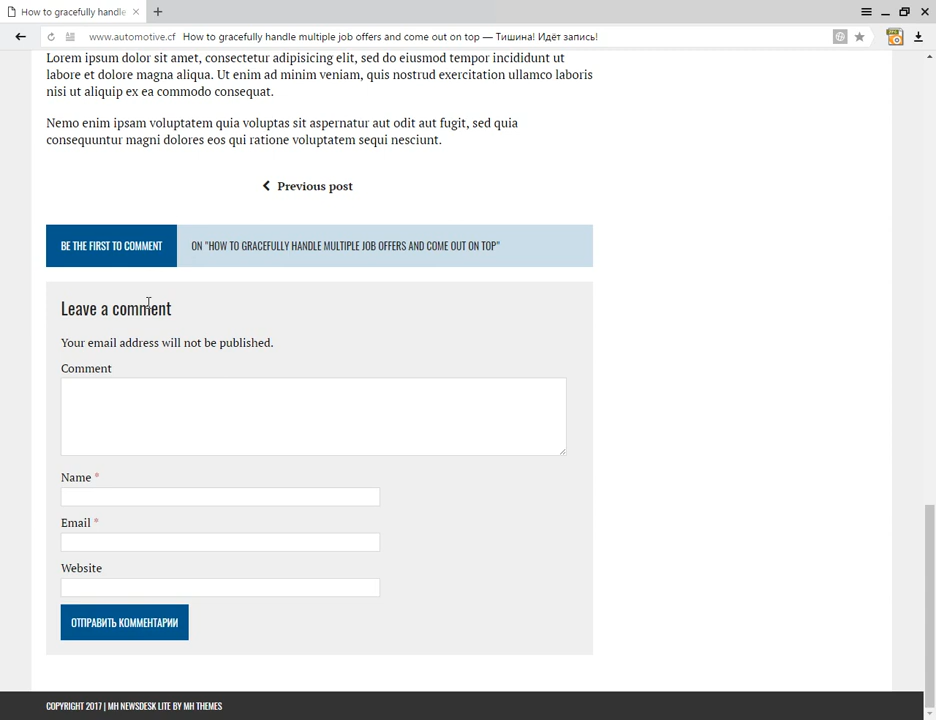 How to gracefully handle
www.automotive.cf How to gracefully handle multiple job offers and come out on top — Тишина! Идёт запись!
Lorem ipsum dolor sit amet, consectetur adipisicing elit, sed do eiusmod tempor incididunt ut
labore et dolore magna aliqua. Ut enim ad minim veniam, quis nostrud exercitation ullamco laboris
nisi ut aliquip ex ea commodo consequat.
Nemo enim ipsam voluptatem quia voluptas sit aspernatur aut odit aut fugit, sed quia
consequuntur magni dolores eos qui ratione voluptatem sequi nesciunt.
Previous post
BE THE FIRST TO COMMENT ON "HOW TO GRACEFULLY HANDLE MULTIPLE JOB OFFERS AND COME OUT ON TOP"
Leave a comment
Your email address will not be published.
Comment
Name *
Email *
Website
ОТПРАВИТЬ КОММЕНТАРИИ
COPYRIGHT 2017 | MH NEWSDESK LITE BY MH THEMES